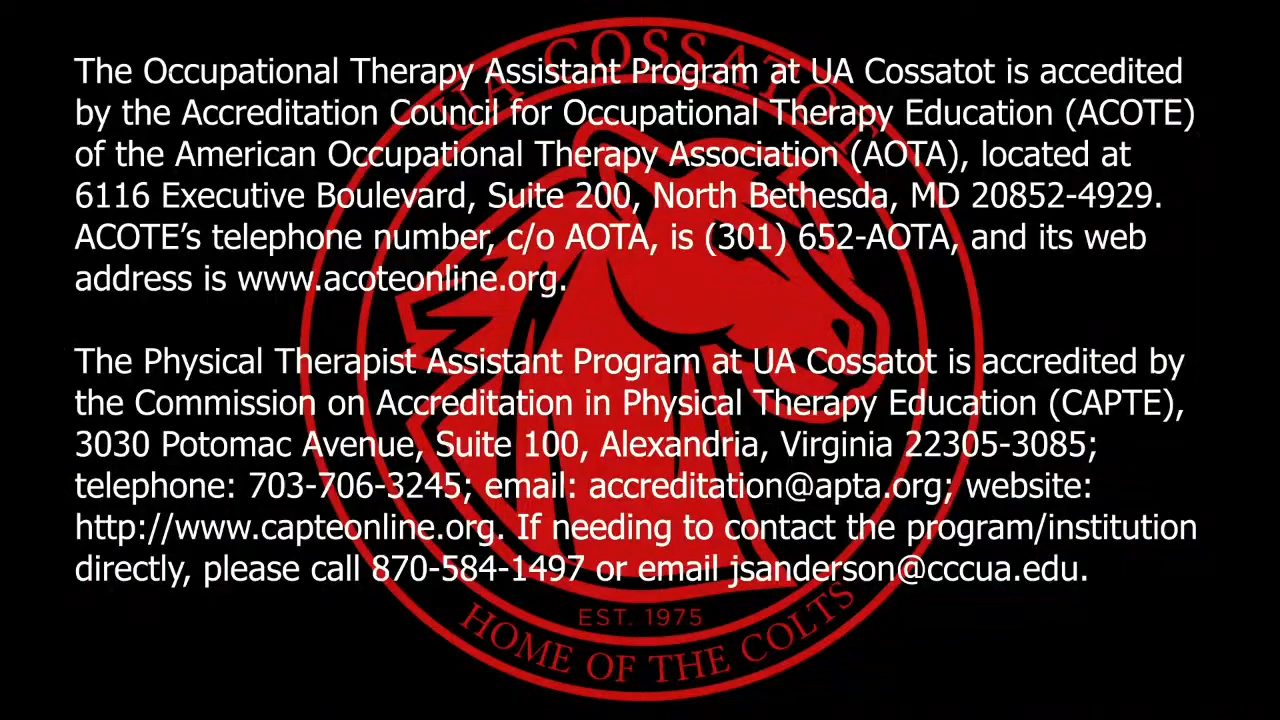 The Occupational Therapy Assistant Program at UA Cossatot is accedited
by the Accreditation Council for Occupational Therapy Education (ACOTE)
of the American Occupational Therapy Association (AOTA), located at
6116 Executive Boulevard, Suite 200, North Bethesda, MD 20852-4929.
ACOTE’s telephone number, c/o AOTA, is (301) 652-AOTA, and its web
address is www.acoteonline.org.
The Physical Therapist Assistant Program at UA Cossatot is accredited by
the Commission on Accreditation in Physical Therapy Education (CAPTE),
3030 Potomac Avenue, Suite 100, Alexandria, Virginia 22305-3085;
telephone: 703-706-3245; email: accreditation@apta.org; website:
http://www.capteonline.org. If needing to contact the program/institution
directly, please call 870-584-1497 or email jsanderson@cccua.edu.
UA COSSATOT
EST. 1975
HOME OF THE COLTS